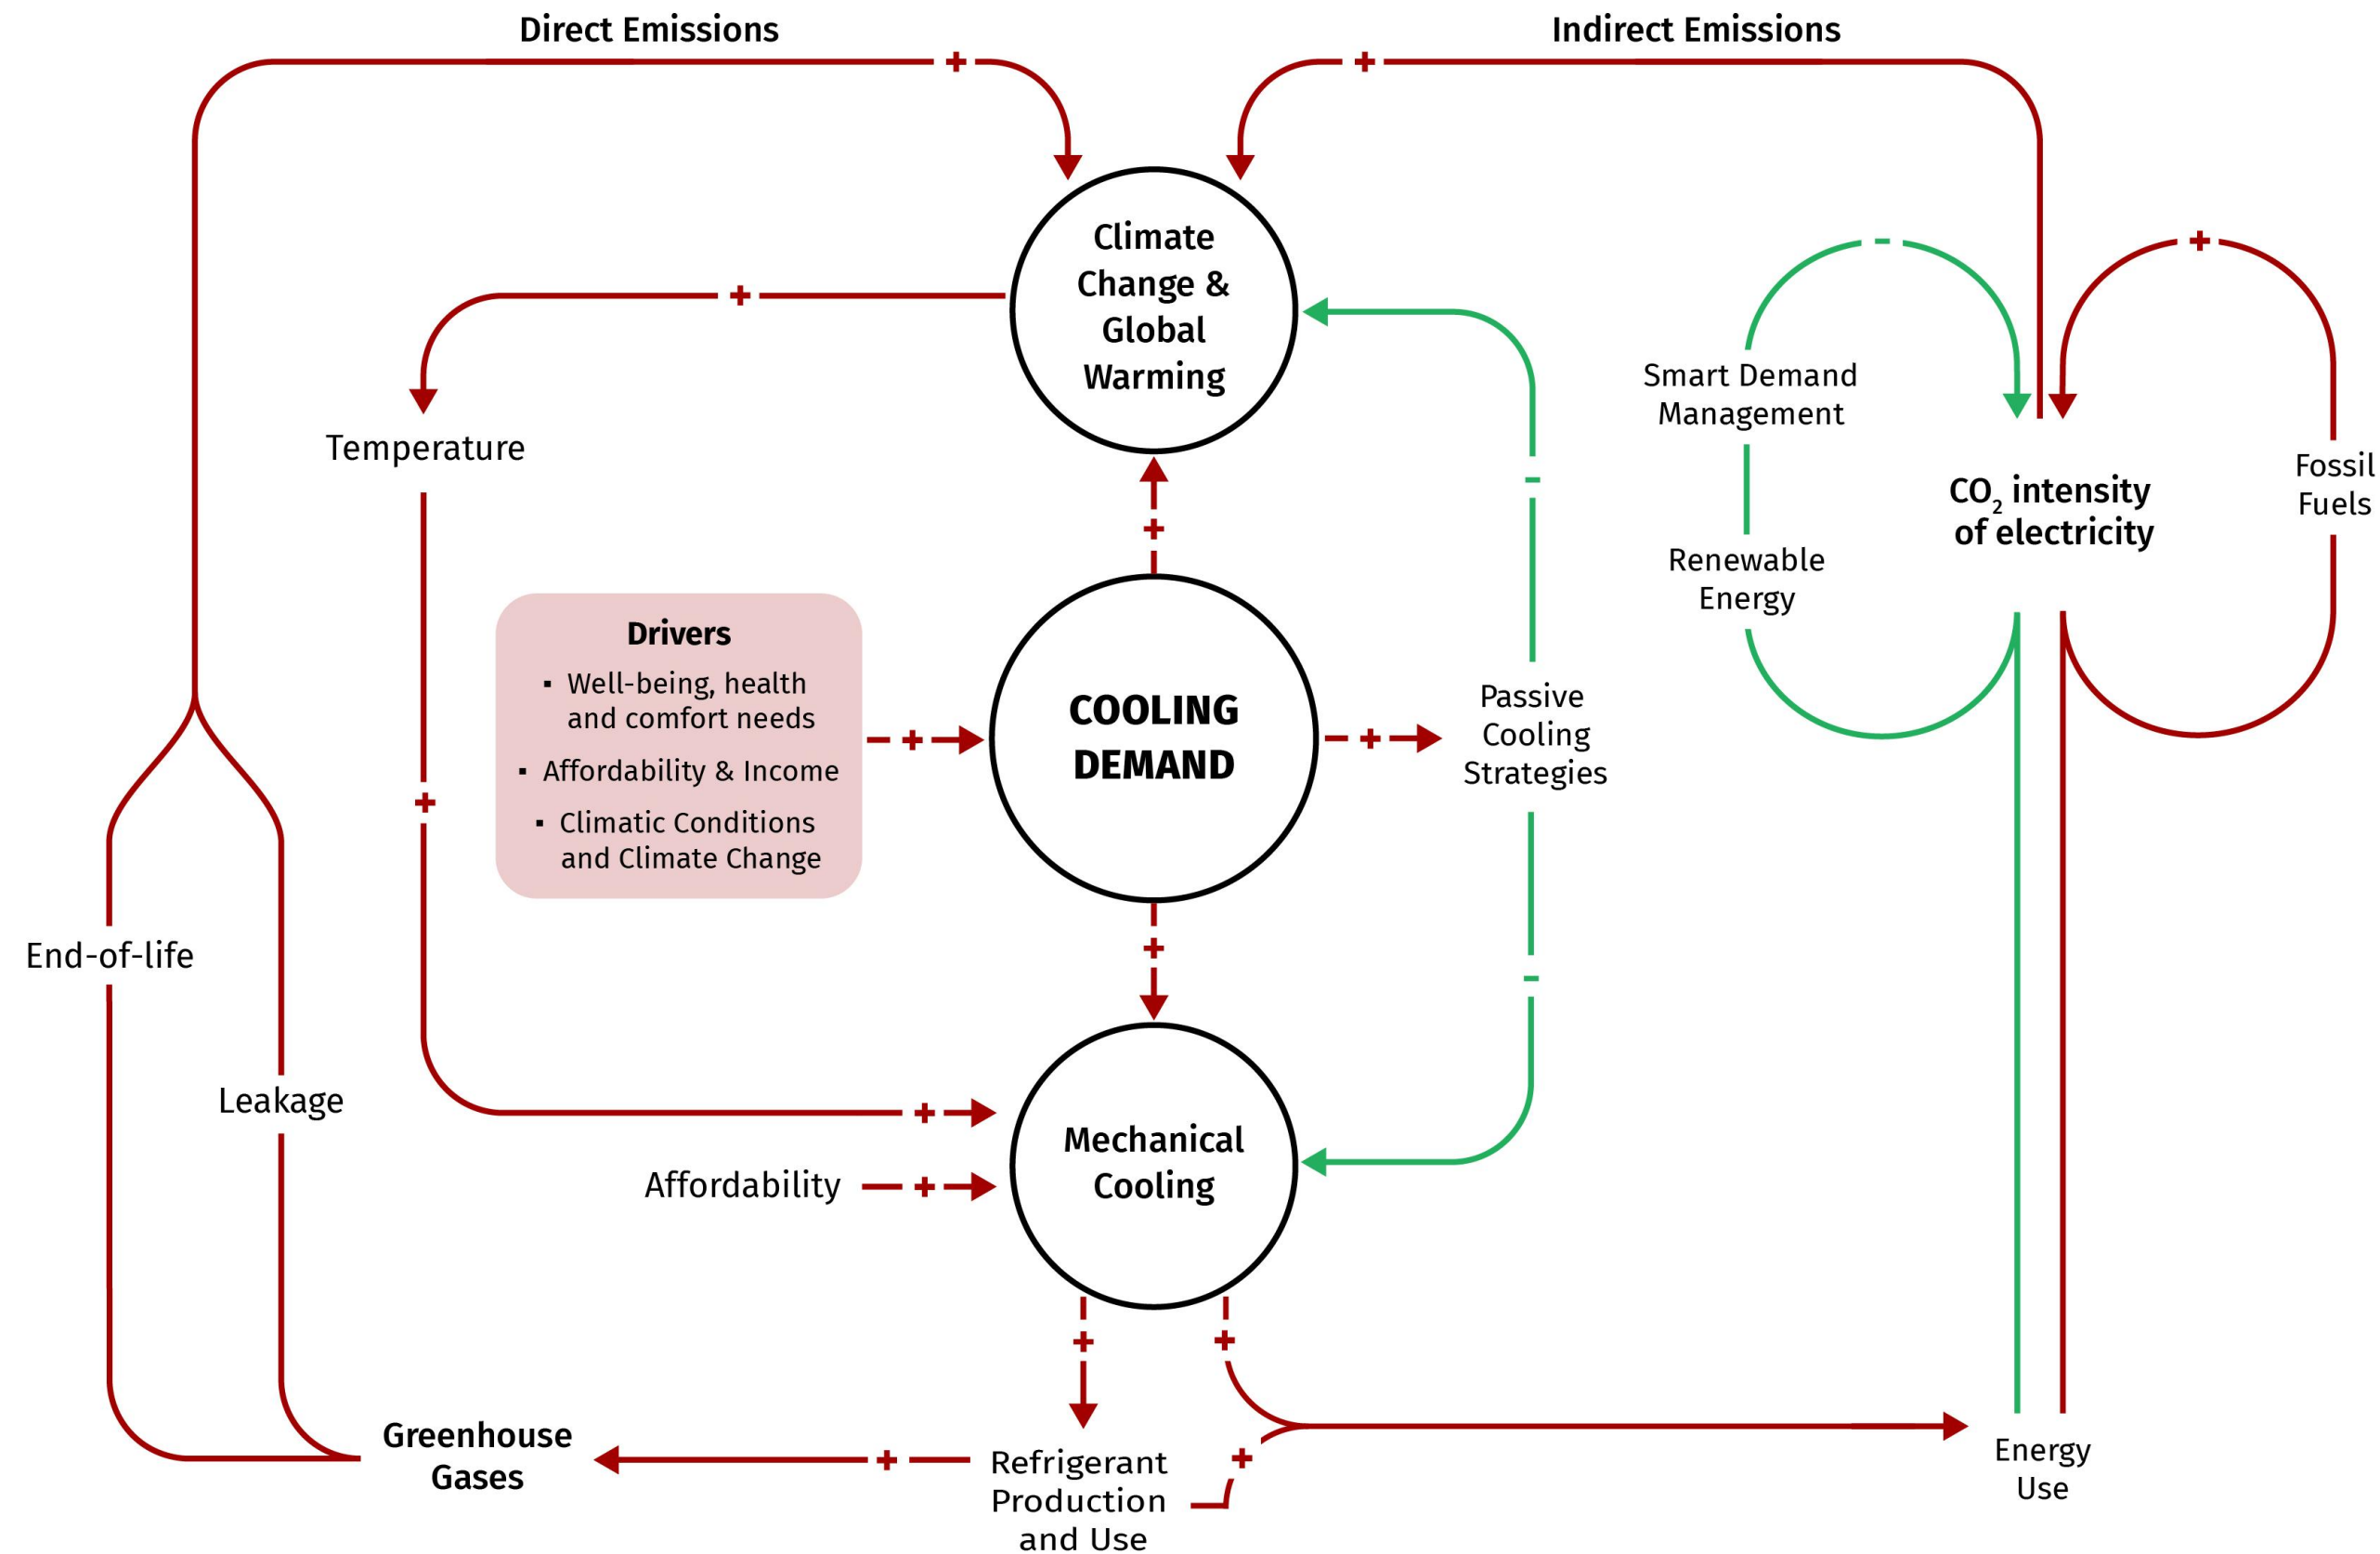 Direct Emissions
Indirect Emissions
+
+
Climate
Change &
Global
Warming
-
+
+
Temperature
Smart Demand
Management
Fossil
Fuels
-
CO₂ intensity
of electricity
+
Renewable
Energy
Drivers
▪ Well-being, health
and comfort needs
▪ Affordability & Income
▪ Climatic Conditions
and Climate Change
+
COOLING
DEMAND
+
Passive
Cooling
Strategies
+
+
-
End-of-life
Leakage
+
Mechanical
Cooling
Affordability
+
+
+
Greenhouse
Gases
+
Refrigerant
Production
and Use
+
Energy
Use